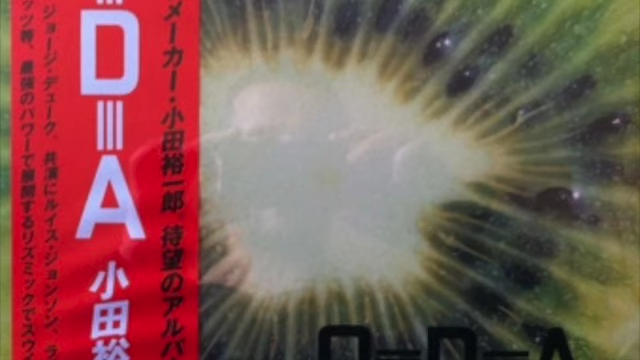 メーカー・小田裕一郎 待望のアルバ
D≡A 小田裕
ジョージ・デューク、共演にルイス・ジョンソン、ラ
ッツ等、最強のパワーで展開するリズミックでスウィ
O=D=A